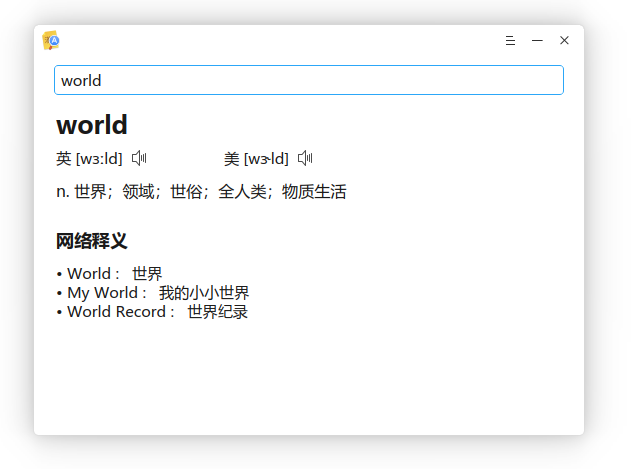 world
world
英 [wɜːld] 美 [wɝld]
n. 世界；领域；世俗；全人类；物质生活
网络释义
• World： 世界
• My World： 我的小小世界
• World Record： 世界纪录